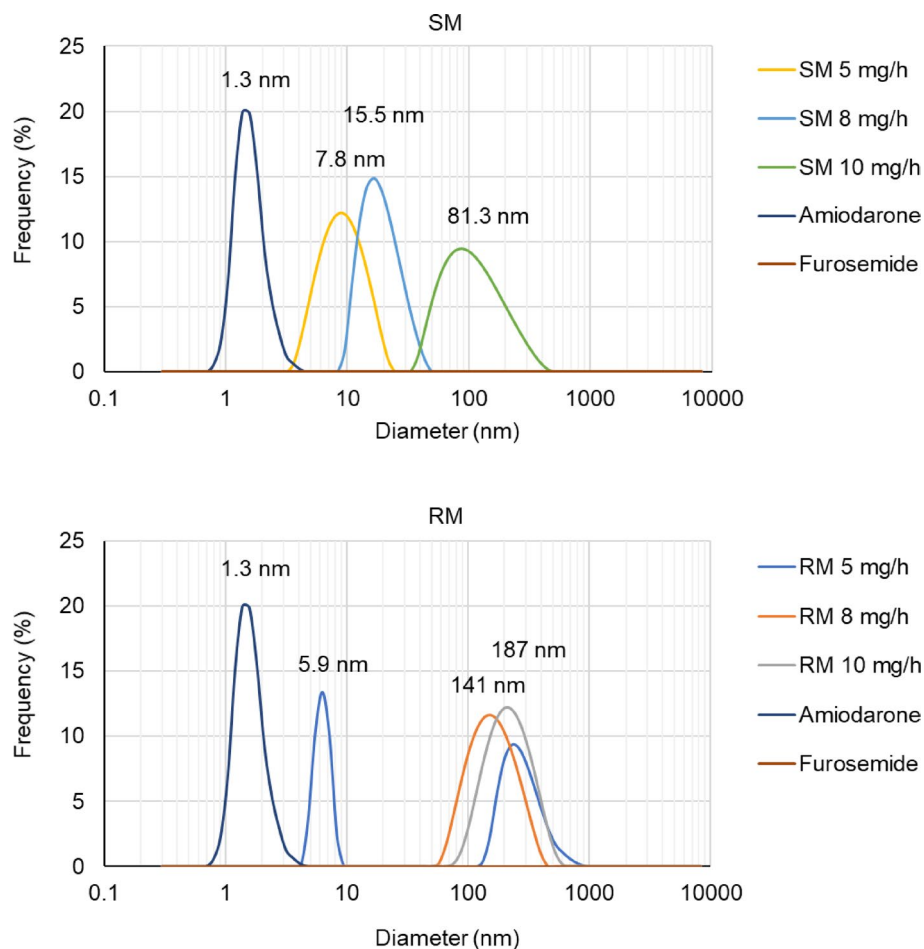 SM
25
20
15
10
5
0
Frequency (%)
1.3 nm
15.5 nm
7.8 nm
81.3 nm
0.1 1 10 100 1000 10000
Diameter (nm)
SM 5 mg/h
SM 8 mg/h
SM 10 mg/h
Amiodarone
Furosemide
RM
25
20
15
10
5
0
Frequency (%)
1.3 nm
5.9 nm
187 nm
141 nm
0.1 1 10 100 1000 10000
Diameter (nm)
RM 5 mg/h
RM 8 mg/h
RM 10 mg/h
Amiodarone
Furosemide